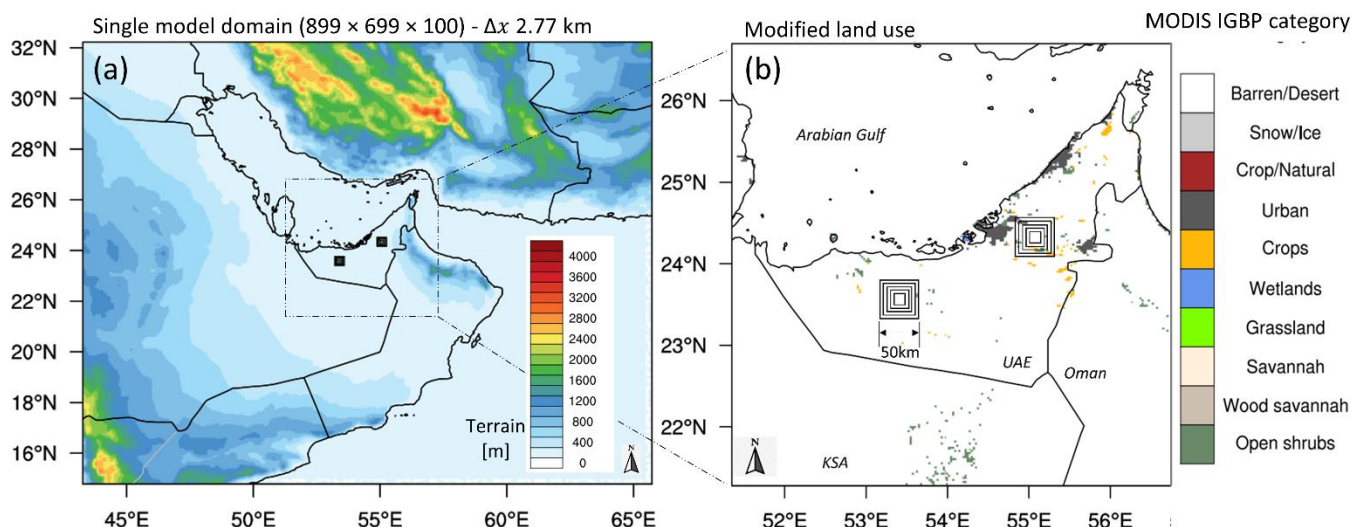 Single model domain (899 × 699 × 100) - Δx 2.77 km
Modified land use
MODIS IGBP category
(a)
32°N
30°N
28°N
26°N
24°N
22°N
20°N
18°N
16°N
45°E
50°E
55°E
60°E
65°E
Terrain
[m]
4000
3600
3200
2800
2400
2000
1600
1200
800
400
0
N
(b)
26°N
25°N
24°N
23°N
22°N
52°E
53°E
54°E
55°E
56°E
Arabian Gulf
50km
UAE
Oman
KSA
N
Barren/Desert
Snow/Ice
Crop/Natural
Urban
Crops
Wetlands
Grassland
Savannah
Wood savannah
Open shrubs